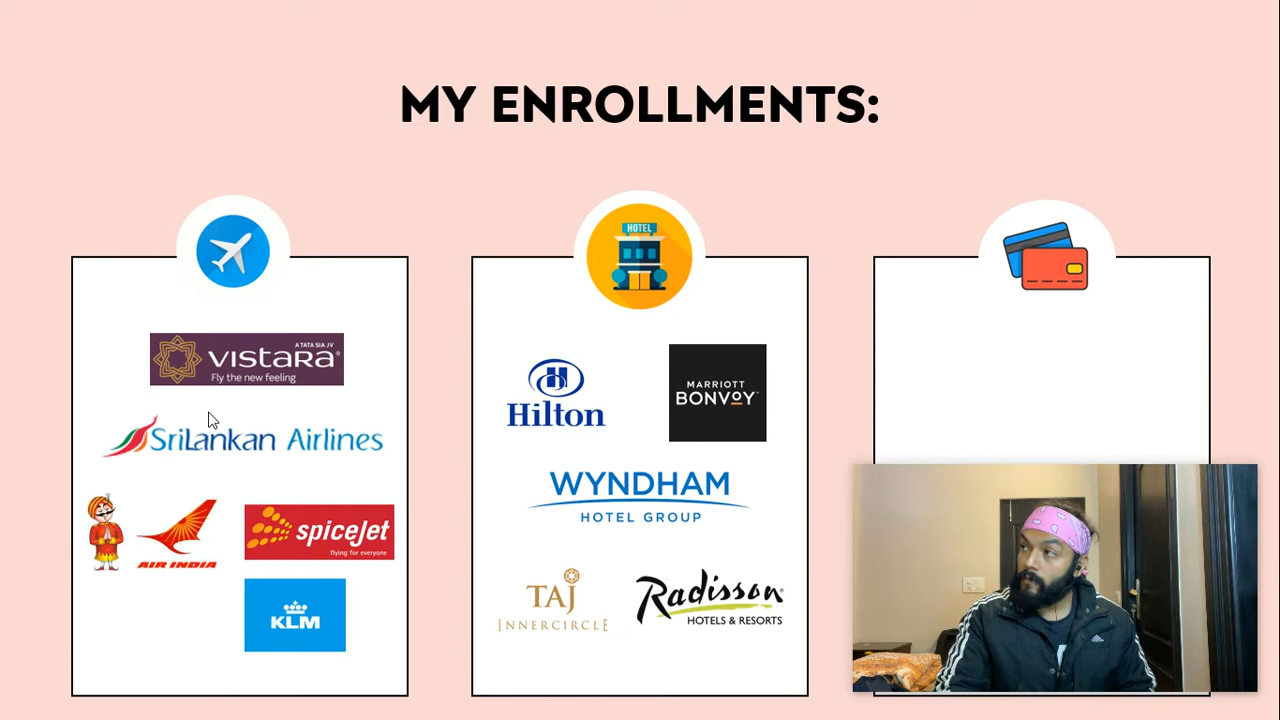 MY ENROLLMENTS:
A TATA SIA JV
VISTARA
Fly the new feeling
SriLankan Airlines
AIR INDIA
spicejet
flying for everyone
KLM
HOTEL
Hilton
MARRIOTT
BONVOY
WYNDHAM
HOTEL GROUP
TAJ
INNERCIRCLE
Radisson
HOTELS & RESORTS